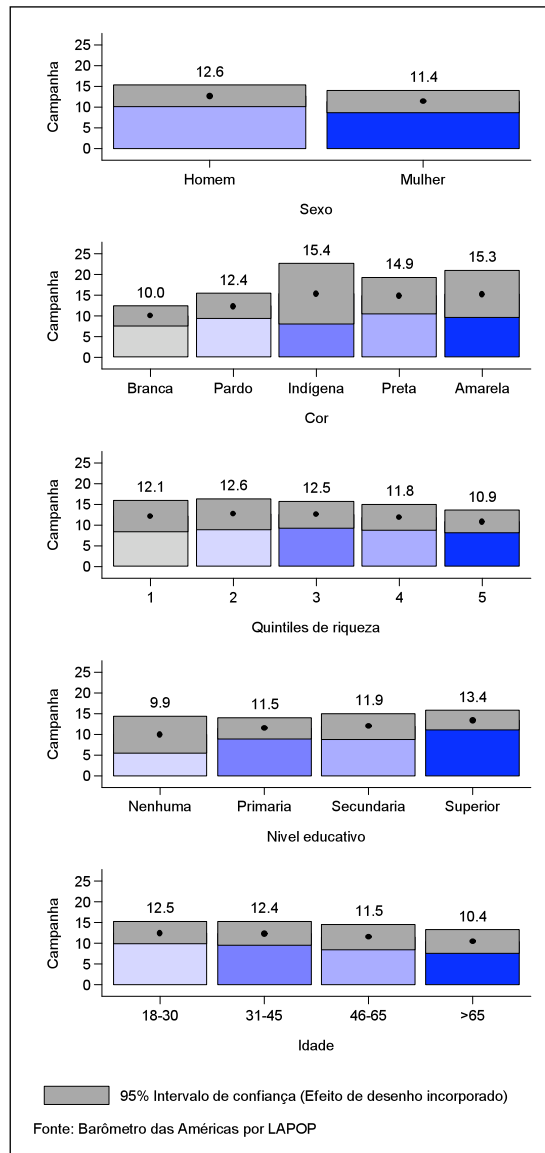 12.6 11.4
25
20
15
10
5
0
Campanha
Homem Mulher
Sexo
10.0 12.4 15.4 14.9 15.3
25
20
15
10
5
0
Campanha
Branca Pardo Indígena Preta Amarela
Cor
12.1 12.6 12.5 11.8 10.9
25
20
15
10
5
0
Campanha
1 2 3 4 5
Quintiles de riqueza
9.9 11.5 11.9 13.4
25
20
15
10
5
0
Campanha
Nenhuma Primaria Secundaria Superior
Nivel educativo
12.5 12.4 11.5 10.4
25
20
15
10
5
0
Campanha
18-30 31-45 46-65 >65
Idade
95% Intervalo de confiança (Efeito de desenho incorporado)
Fonte: Barômetro das Américas por LAPOP